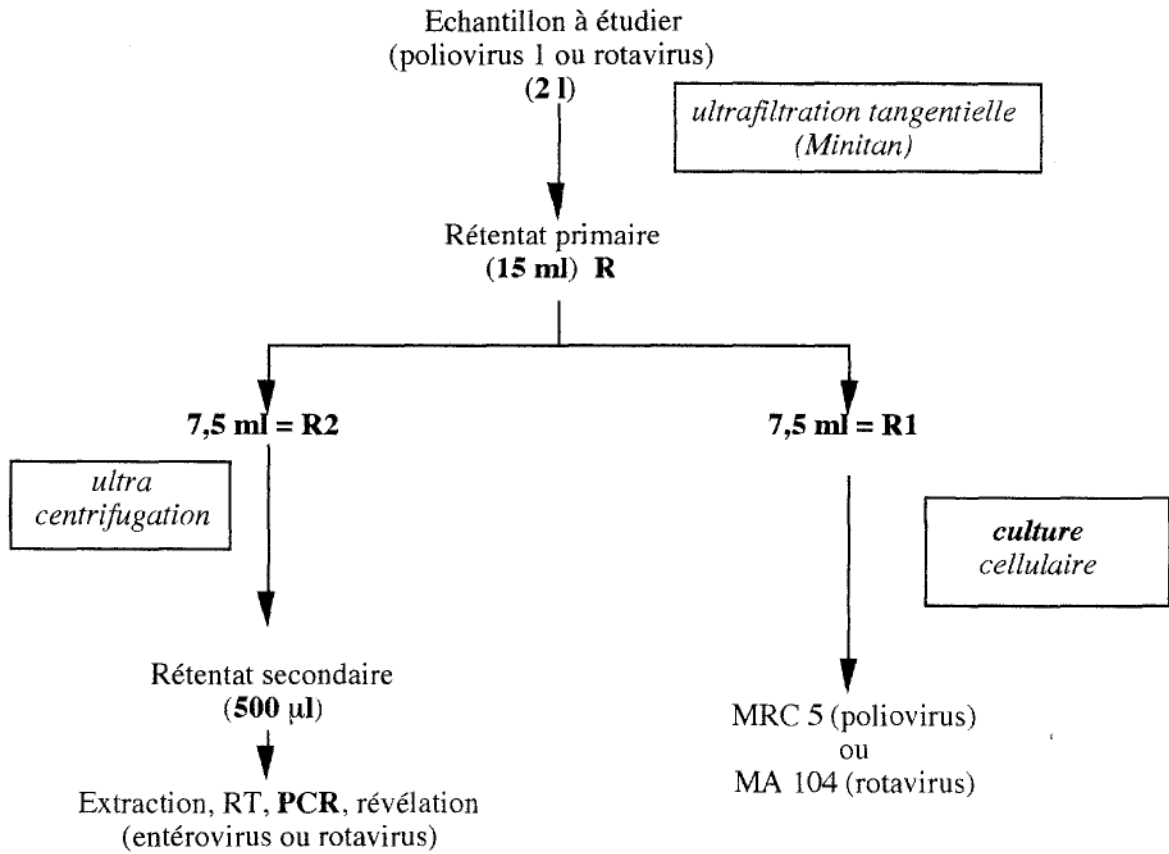 Echantillon à étudier
(poliovirus 1 ou rotavirus)
(2 l)
ultrafiltration tangentielle
(Minitan)
Rétentat primaire
(15 ml) R
7,5 ml = R2
7,5 ml = R1
ultra
centrifugation
culture
cellulaire
Rétentat secondaire
(500 µl)
MRC 5 (poliovirus)
ou
MA 104 (rotavirus)
Extraction, RT, PCR, révélation
(entérovirus ou rotavirus)